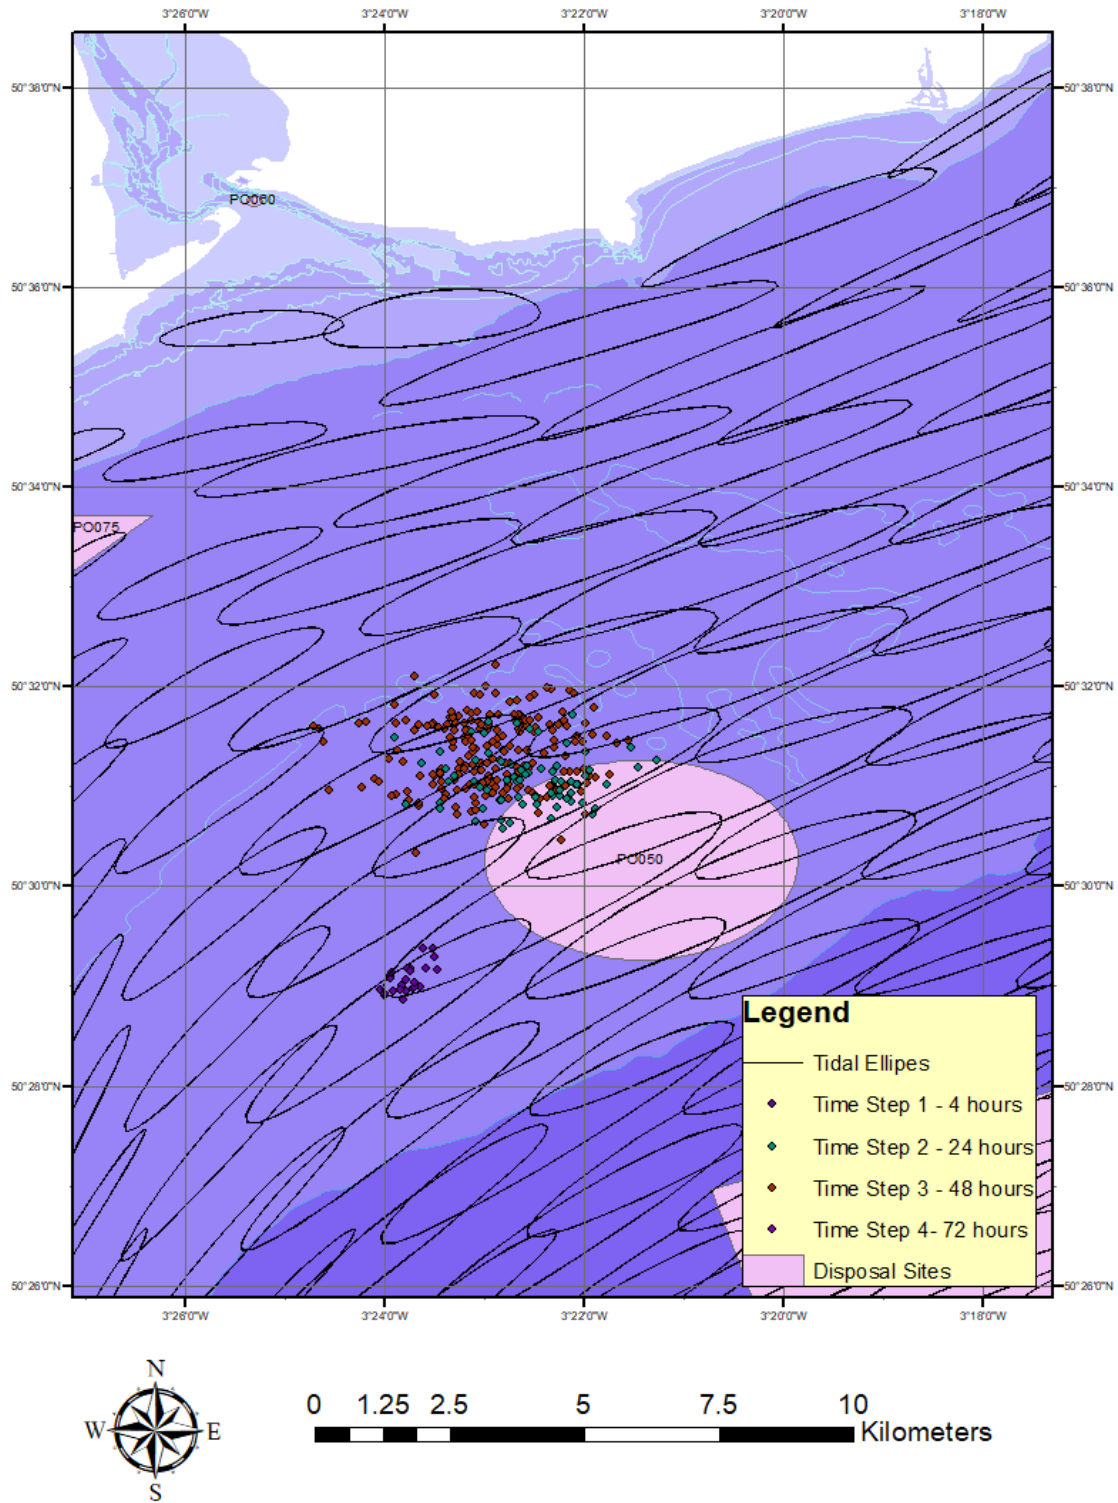 3°26'0"W 3°24'0"W 3°22'0"W 3°20'0"W 3°18'0"W
50°38'0"N 50°38'0"N
PO060
50°36'0"N 50°36'0"N
50°34'0"N 50°34'0"N
PO075
50°32'0"N 50°32'0"N
PO050
50°30'0"N 50°30'0"N
50°28'0"N 50°28'0"N
50°26'0"N 50°26'0"N
Legend
Tidal Ellipes
Time Step 1 - 4 hours
Time Step 2 - 24 hours
Time Step 3 - 48 hours
Time Step 4- 72 hours
Disposal Sites
3°26'0"W 3°24'0"W 3°22'0"W 3°20'0"W 3°18'0"W
N
W E
S
0 1.25 2.5 5 7.5 10
Kilometers